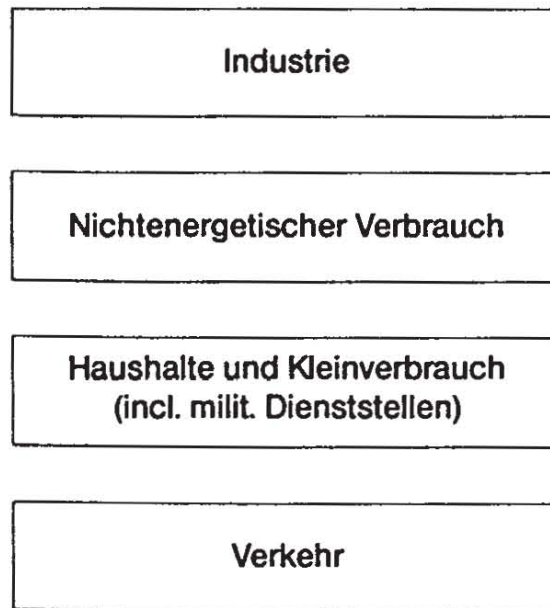 Industrie
Nichtenergetischer Verbrauch
Haushalte und Kleinverbrauch
(incl. milit. Dienststellen)
Verkehr